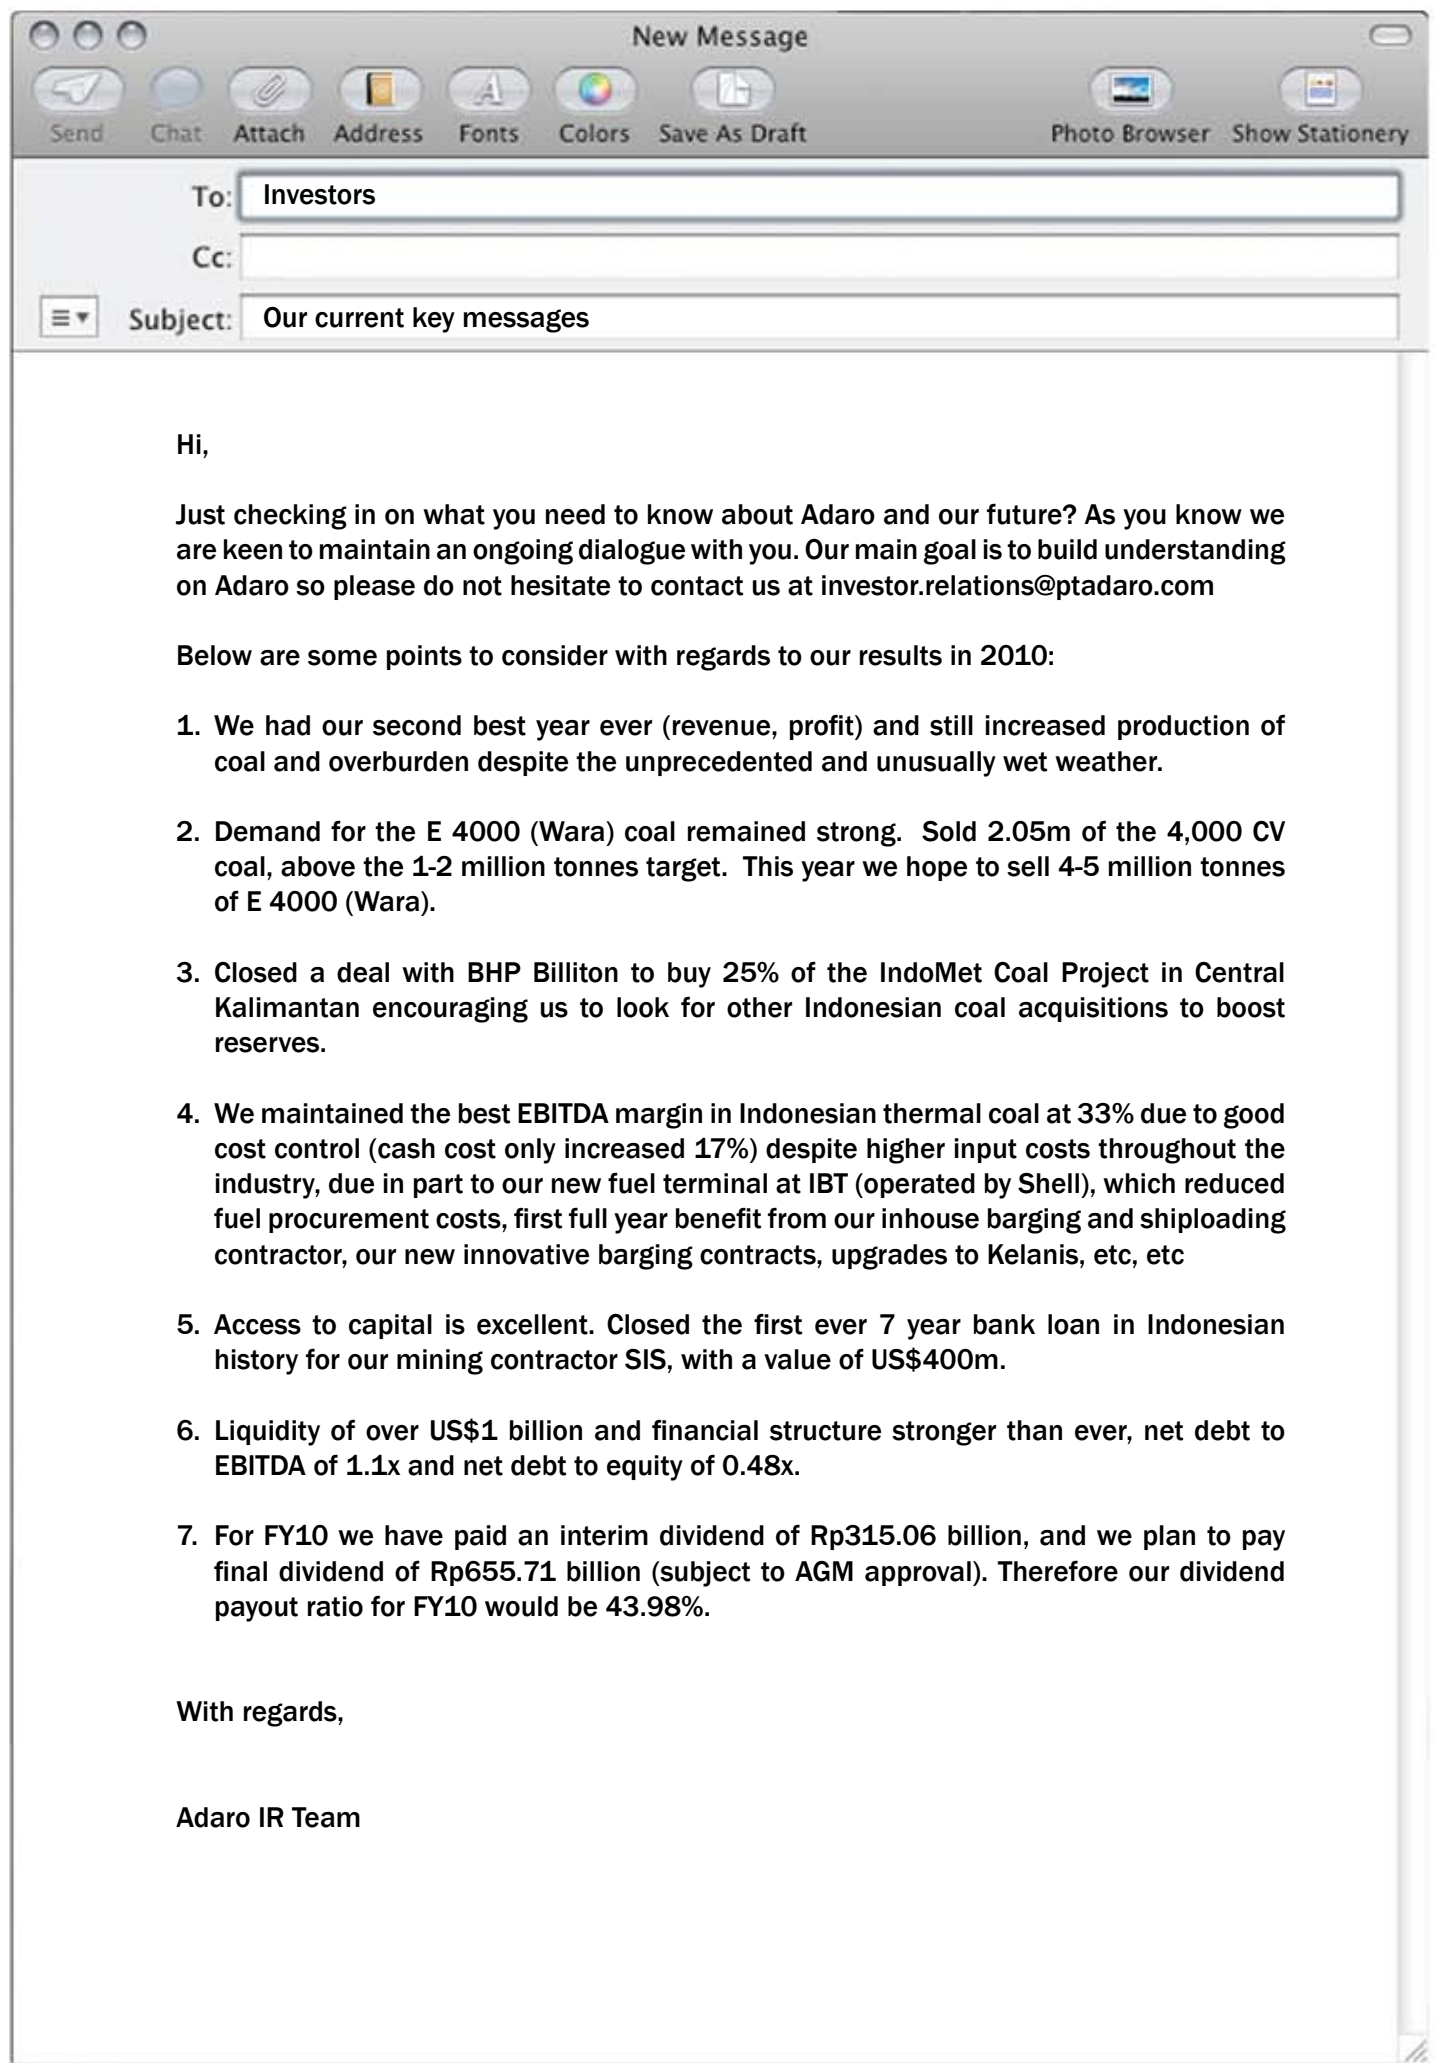 New Message
Send Chat Attach Address Fonts Colors Save As Draft Photo Browser Show Stationery
To: Investors
Cc:
Subject: Our current key messages
Hi,
Just checking in on what you need to know about Adaro and our future? As you know we
are keen to maintain an ongoing dialogue with you. Our main goal is to build understanding
on Adaro so please do not hesitate to contact us at investor.relations@ptadaro.com
Below are some points to consider with regards to our results in 2010:
1. We had our second best year ever (revenue, profit) and still increased production of
coal and overburden despite the unprecedented and unusually wet weather.
2. Demand for the E 4000 (Wara) coal remained strong. Sold 2.05m of the 4,000 CV
coal, above the 1-2 million tonnes target. This year we hope to sell 4-5 million tonnes
of E 4000 (Wara).
3. Closed a deal with BHP Billiton to buy 25% of the IndoMet Coal Project in Central
Kalimantan encouraging us to look for other Indonesian coal acquisitions to boost
reserves.
4. We maintained the best EBITDA margin in Indonesian thermal coal at 33% due to good
cost control (cash cost only increased 17%) despite higher input costs throughout the
industry, due in part to our new fuel terminal at IBT (operated by Shell), which reduced
fuel procurement costs, first full year benefit from our inhouse barging and shiploading
contractor, our new innovative barging contracts, upgrades to Kelanis, etc, etc
5. Access to capital is excellent. Closed the first ever 7 year bank loan in Indonesian
history for our mining contractor SIS, with a value of US$400m.
6. Liquidity of over US$1 billion and financial structure stronger than ever, net debt to
EBITDA of 1.1x and net debt to equity of 0.48x.
7. For FY10 we have paid an interim dividend of Rp315.06 billion, and we plan to pay
final dividend of Rp655.71 billion (subject to AGM approval). Therefore our dividend
payout ratio for FY10 would be 43.98%.
With regards,
Adaro IR Team